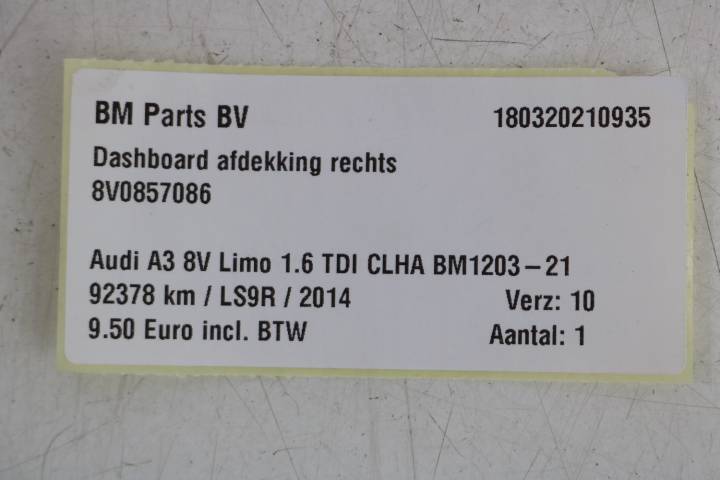 BM Parts BV 180320210935
Dashboard afdekking rechts
8V0857086
Audi A3 8V Limo 1.6 TDI CLHA BM1203-21
92378 km / LS9R / 2014 Verz: 10
9.50 Euro incl. BTW Aantal: 1